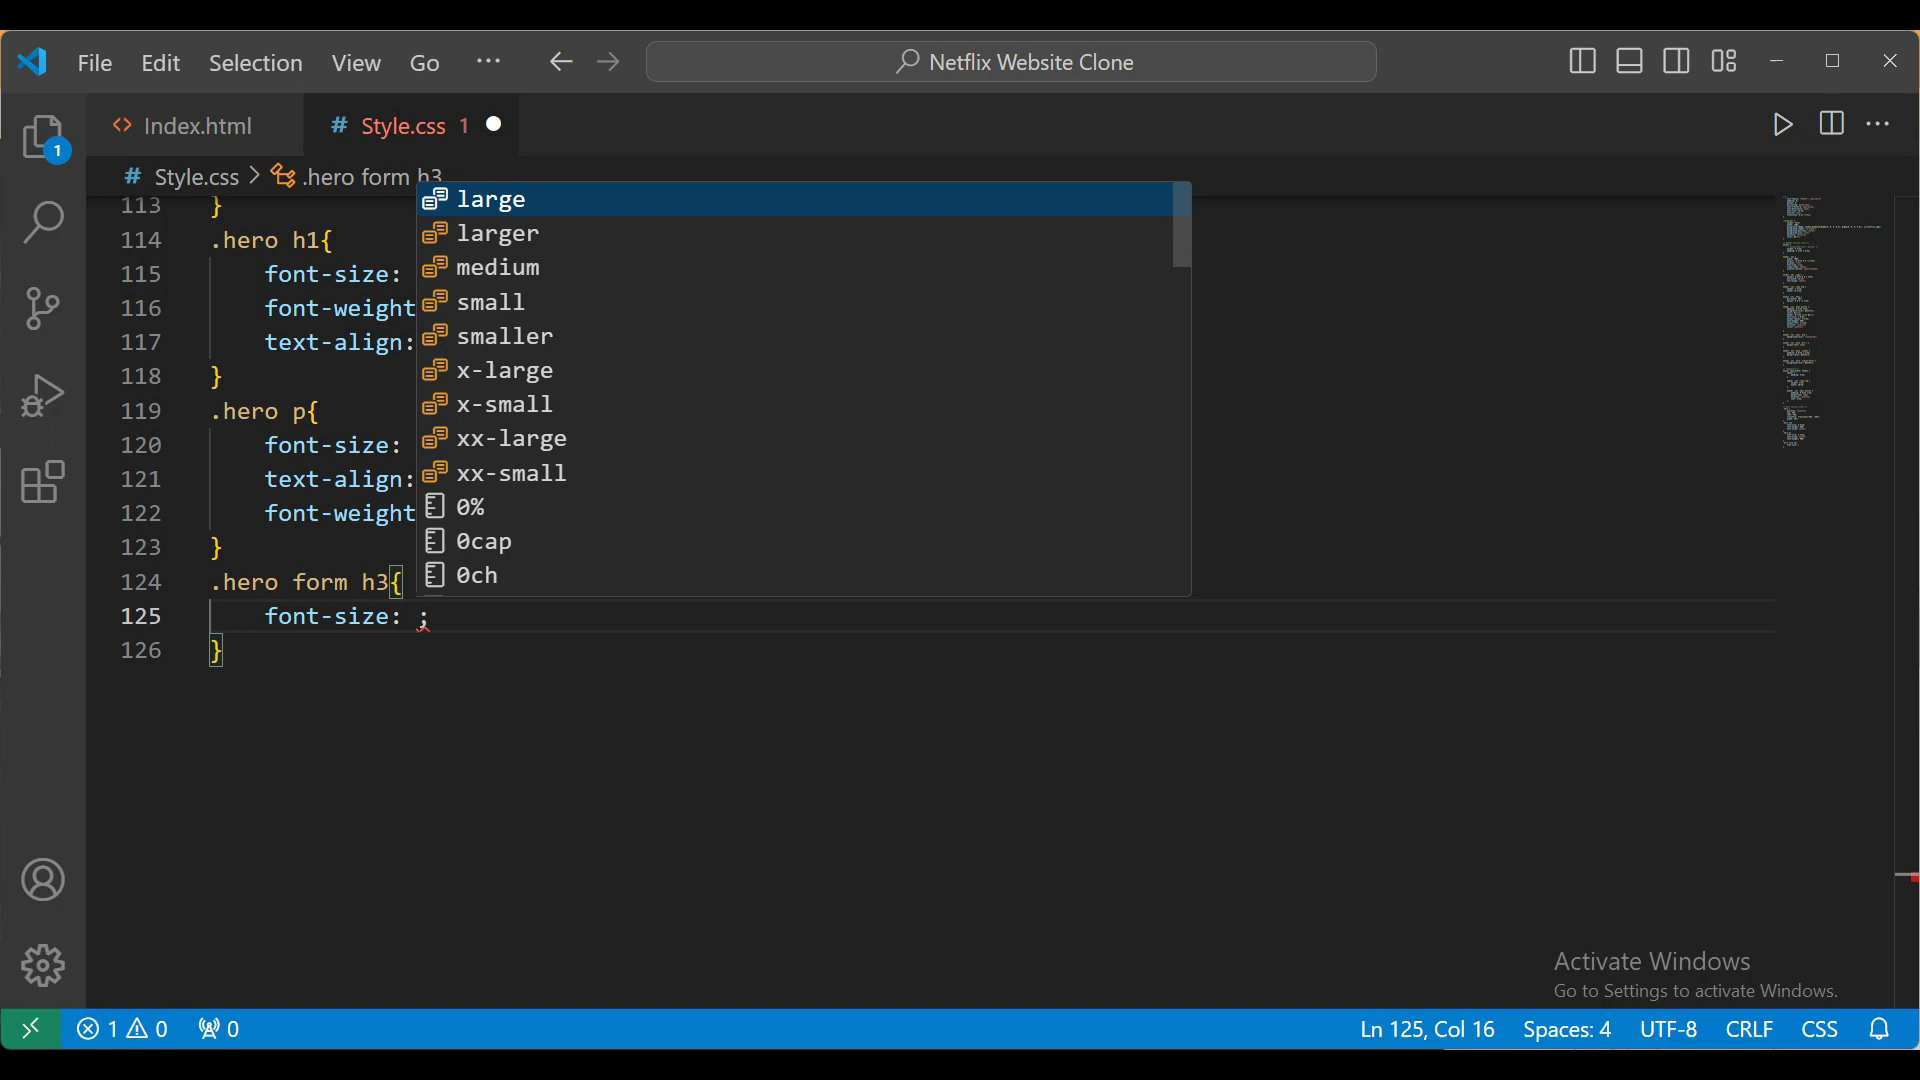 File Edit Selection View Go ··· Netflix Website Clone
Index.html # Style.css 1
1
# Style.css > .hero form h3
113 }
114 .hero h1{
115 font-size:
116 font-weight
117 text-align:
118 }
119 .hero p{
120 font-size:
121 text-align:
122 font-weight
123 }
124 .hero form h3{
125 font-size: ;
126 }
large
larger
medium
small
smaller
x-large
x-small
xx-large
xx-small
0%
0cap
0ch
Activate Windows
Go to Settings to activate Windows.
1 0 0 Ln 125, Col 16 Spaces: 4 UTF-8 CRLF CSS